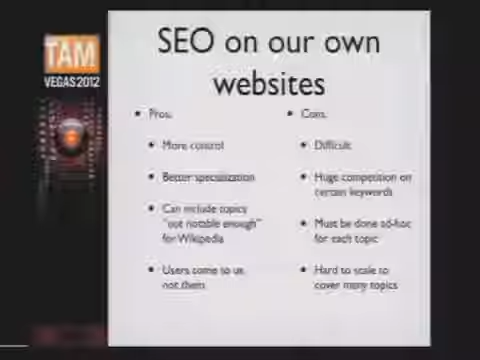 TAM
VEGAS 2012
SEO on our own
websites
• Pros:
• More control
• Better specialization
• Can include topics
"not notable enough"
for Wikipedia
• Users come to us
not them
• Cons:
• Difficult
• Huge competition on
certain keywords
• Must be done ad-hoc
for each topic
• Hard to scale to
cover many topics